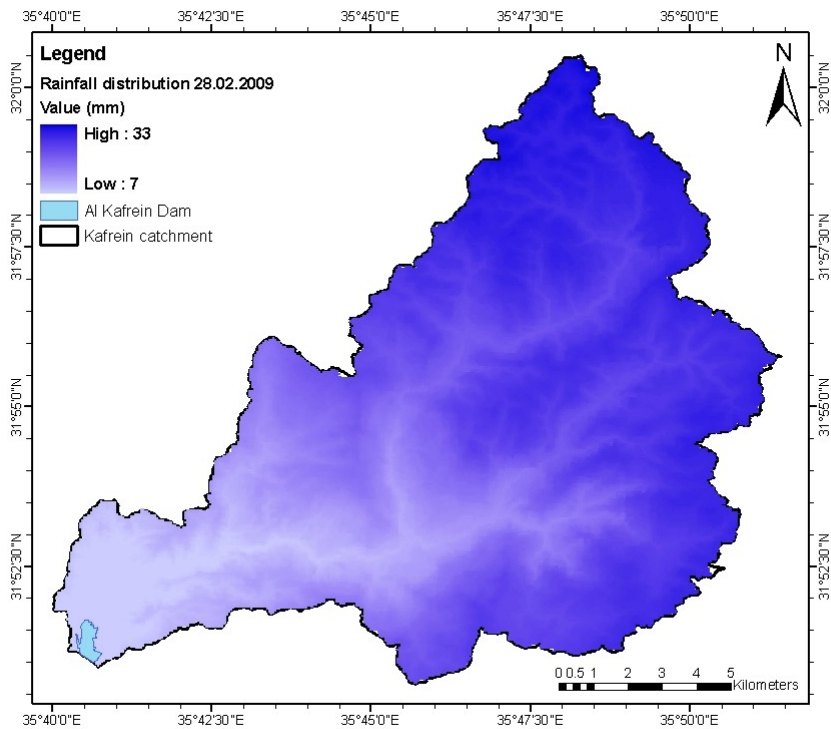 35°40'0"E 35°42'30"E 35°45'0"E 35°47'30"E 35°50'0"E
Legend
Rainfall distribution 28.02.2009
Value (mm)
High : 33
Low : 7
Al Kafrein Dam
Kafrein catchment
N
32°0'0"N
31°57'30"N
31°55'0"N
31°52'30"N
32°0'0"N
31°57'30"N
31°55'0"N
31°52'30"N
0 0.5 1 2 3 4 5
Kilometers
35°40'0"E 35°42'30"E 35°45'0"E 35°47'30"E 35°50'0"E